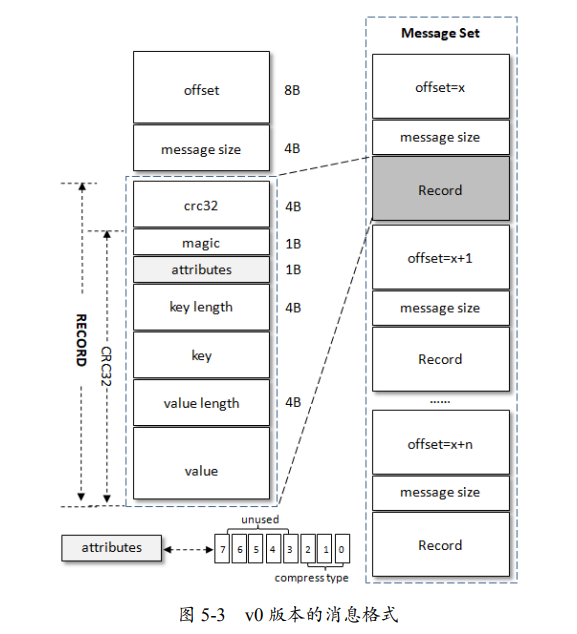 Message Set
offset
8B
message size
4B
crc32
4B
magic
1B
attributes
1B
key length
4B
key
value length
4B
value
RECORD
CRC32
offset=x
message size
Record
offset=x+1
message size
Record
......
offset=x+n
message size
Record
unused
attributes
7 6 5 4 3 2 1 0
compress type
图 5-3 v0 版本的消息格式